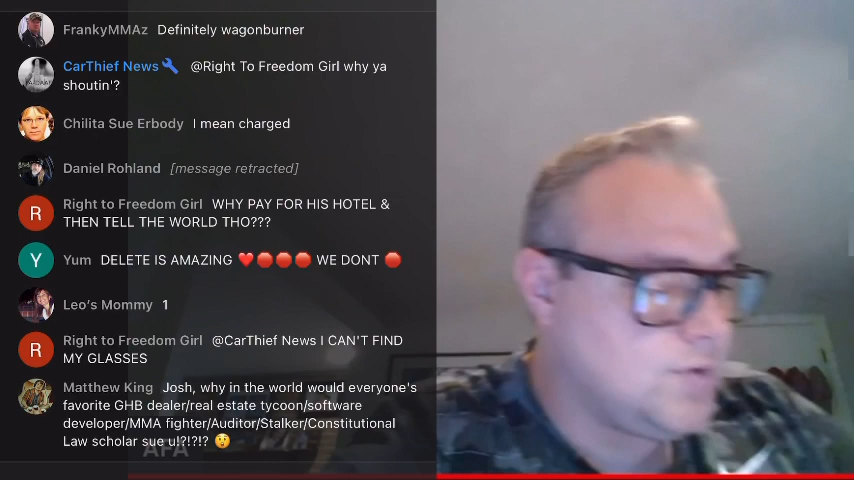 FrankyMMAz Definitely wagonburner
CarThief News @Right To Freedom Girl why ya
shoutin'?
Chilita Sue Erbody I mean charged
Daniel Rohland [message retracted]
R Right to Freedom Girl WHY PAY FOR HIS HOTEL &
THEN TELL THE WORLD THO???
Y Yum DELETE IS AMAZING ❤️🛑🛑🛑 WE DONT 🛑
Leo's Mommy 1
R Right to Freedom Girl @CarThief News I CAN'T FIND
MY GLASSES
Matthew King Josh, why in the world would everyone's
favorite GHB dealer/real estate tycoon/software
developer/MMA fighter/Auditor/Stalker/Constitutional
Law scholar sue u!?!?!? 😲
AFA